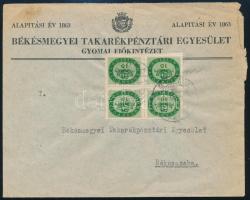 ALAPITÁSI ÉV 1863 ALAPITÁSI ÉV 1863
BÉKÉSMEGYEI TAKARÉKPÉNZTÁRI EGYESÜLET
GYOMAI FIÓKINTÉZET
Békésmegyei Takarékpénztári Egyesület
Békéscsaba.